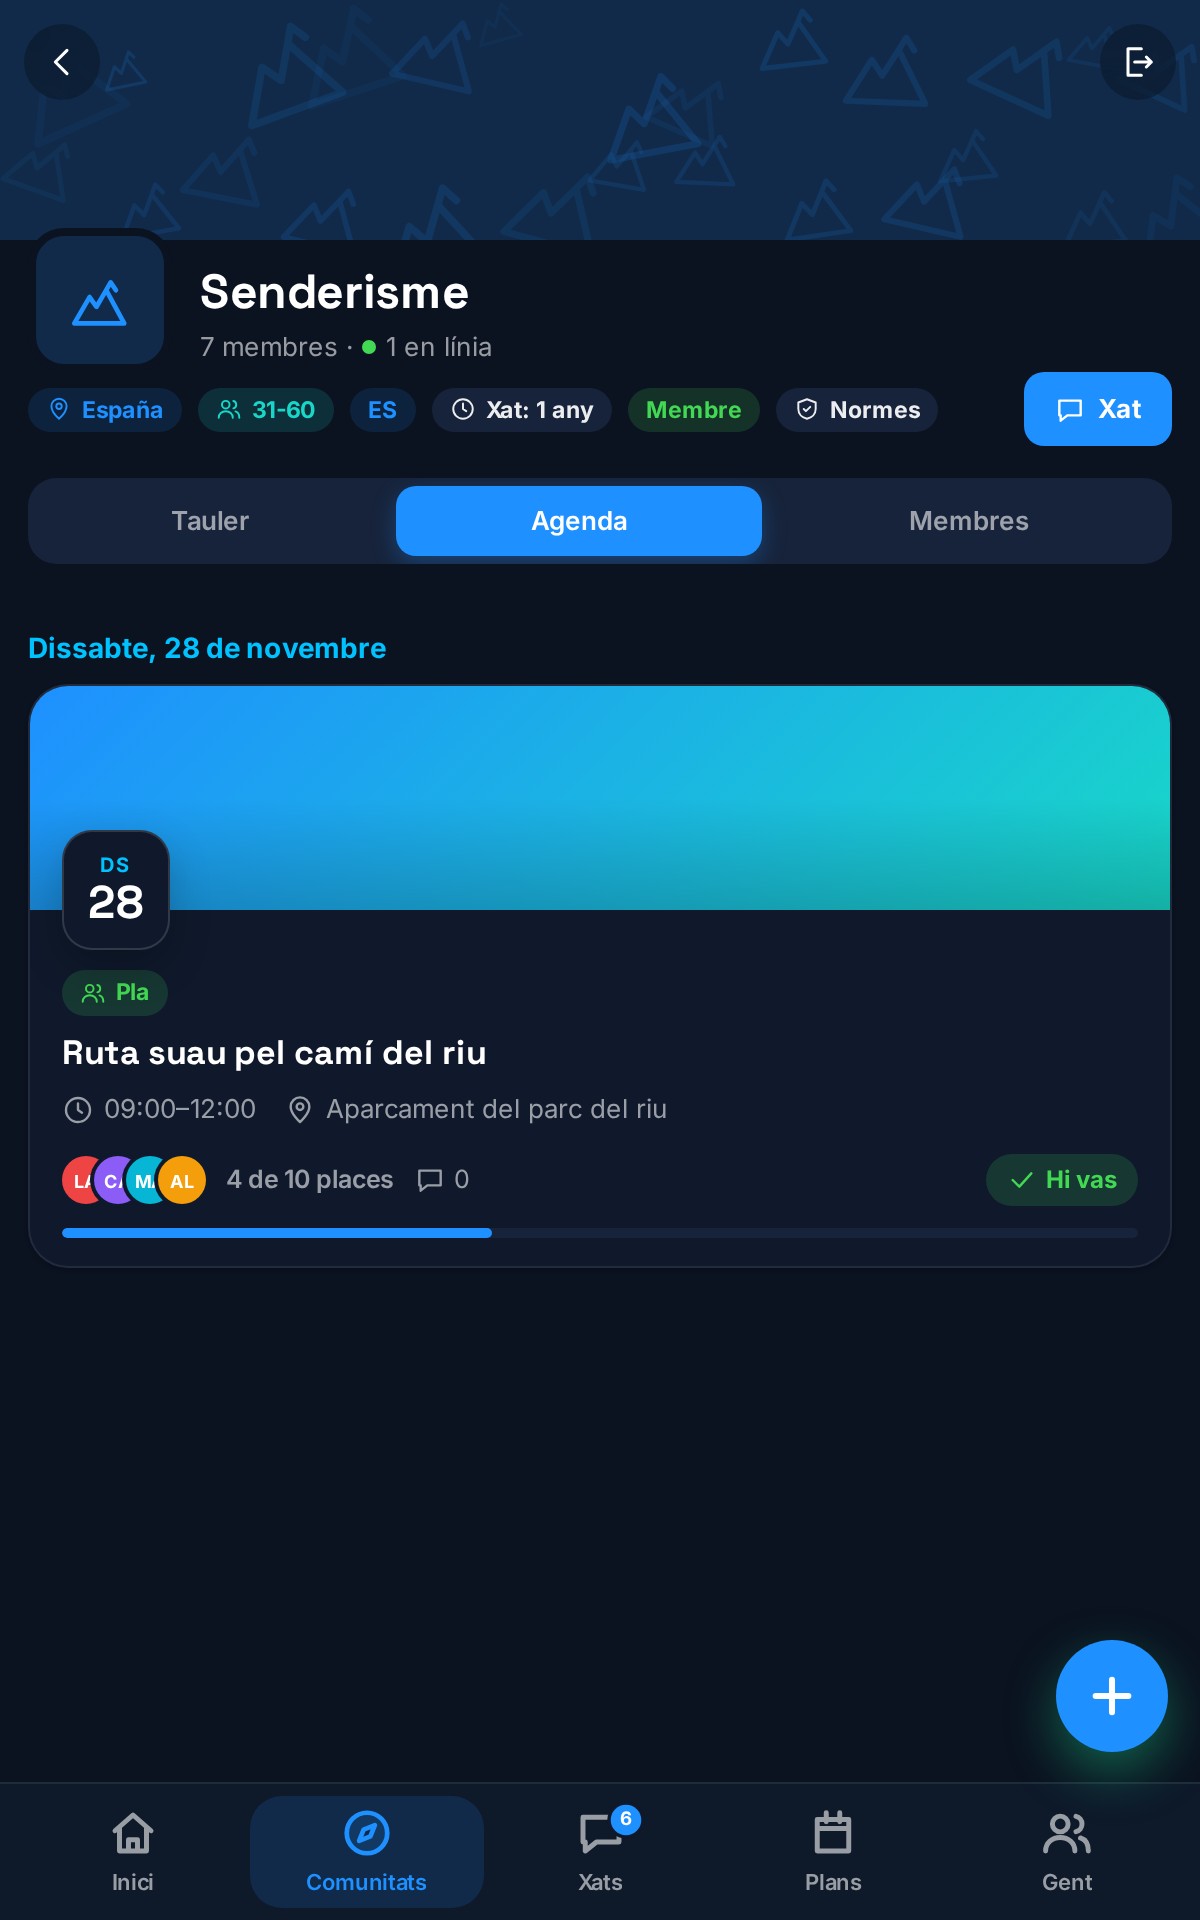 Senderisme
7 membres · 1 en línia
España
31-60
ES
Xat: 1 any
Membre
Normes
Xat
Tauler
Agenda
Membres
Dissabte, 28 de novembre
DS
28
Pla
Ruta suau pel camí del riu
09:00–12:00
Aparcament del parc del riu
AL
4 de 10 places
0
Hi vas
6
Inici
Comunitats
Xats
Plans
Gent